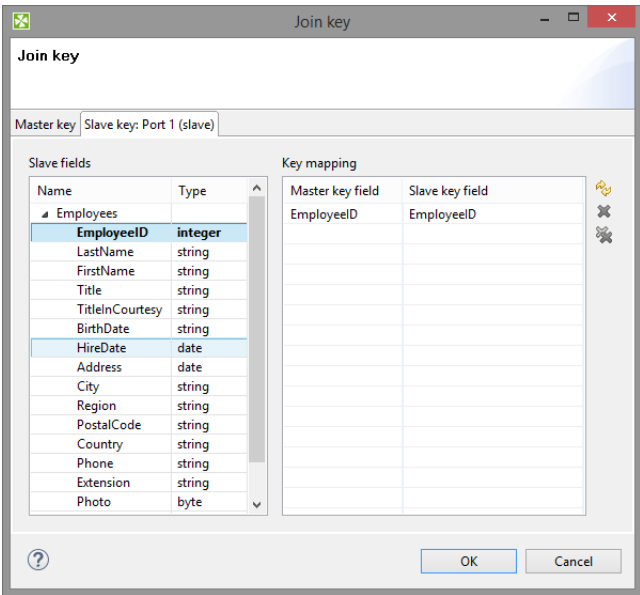 Join key
Join key
Master key Slave key: Port 1 (slave)
Slave fields Key mapping
Name Type Master key field Slave key field
Employees EmployeeID EmployeeID
EmployeeID integer
LastName string
FirstName string
Title string
TitleInCourtesy string
BirthDate string
HireDate date
Address date
City string
Region string
PostalCode string
Country string
Phone string
Extension string
Photo byte
? OK Cancel